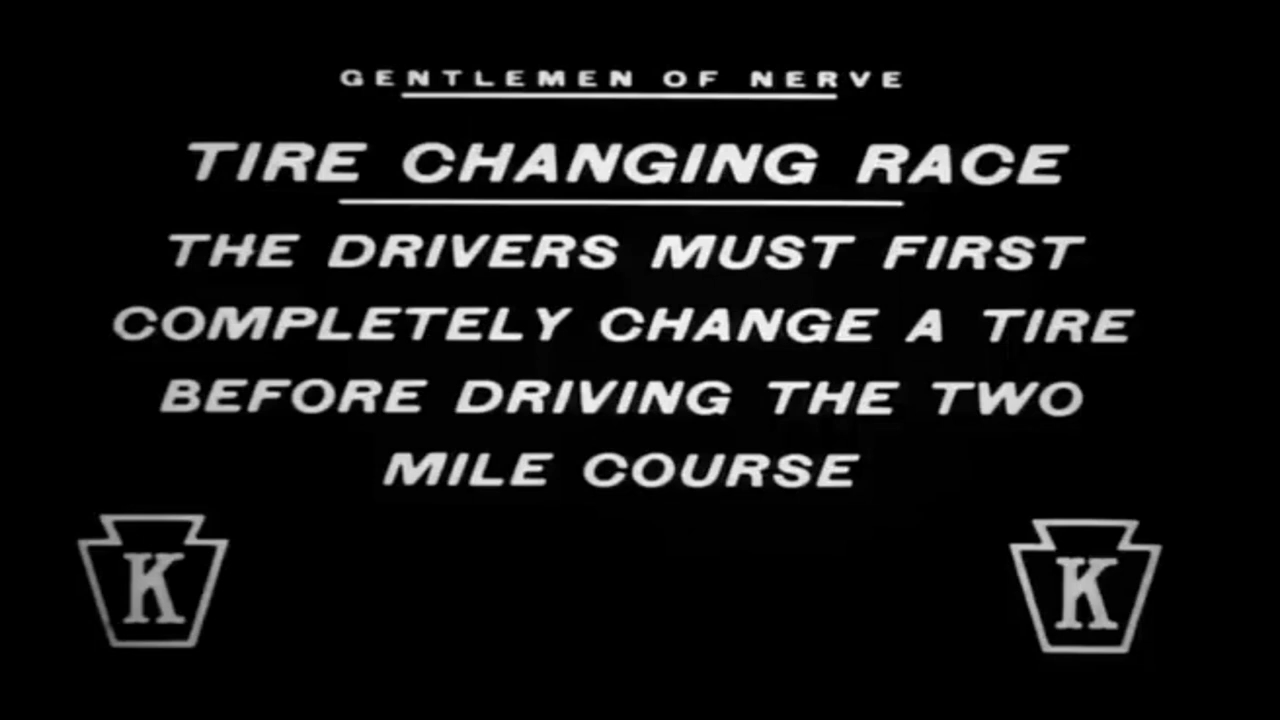 GENTLEMEN OF NERVE
TIRE CHANGING RACE
THE DRIVERS MUST FIRST
COMPLETELY CHANGE A TIRE
BEFORE DRIVING THE TWO
MILE COURSE
K K